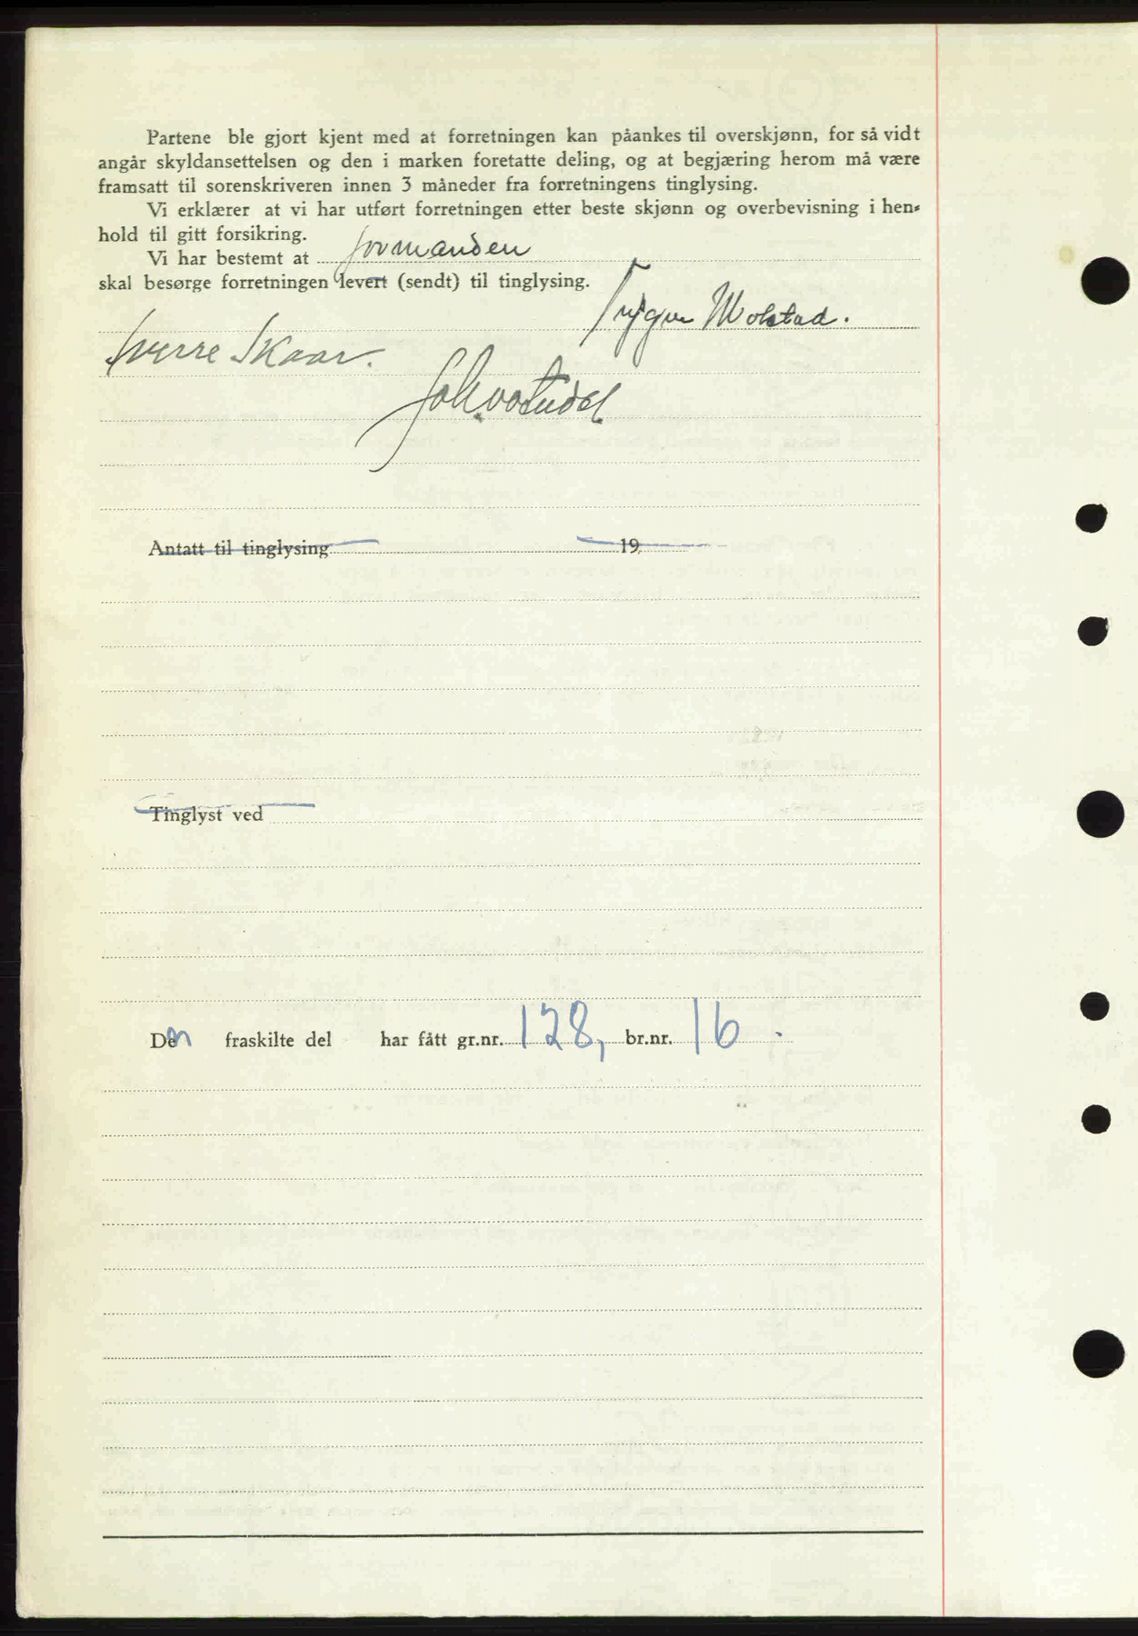 Partene ble gjort kjent med at forretningen kan påankes til overskjønn, for så vidt
angår skyldansettelsen og den i marken foretatte deling, og at begjæring herom må være
framsatt til sorenskriveren innen 3 måneder fra forretningens tinglysing.
Vi erklærer at vi har utført forretningen etter beste skjønn og overbevisning i hen-
hold til gitt forsikring.
Vi har bestemt at formanden
skal besørge forretningen levert (sendt) til tinglysing.
Trygve Molstad.
Sverre Skaar.
Antatt til tinglysing 19
Tinglyst ved
Den fraskilte del har fått gr.nr. 128, br.nr. 16.